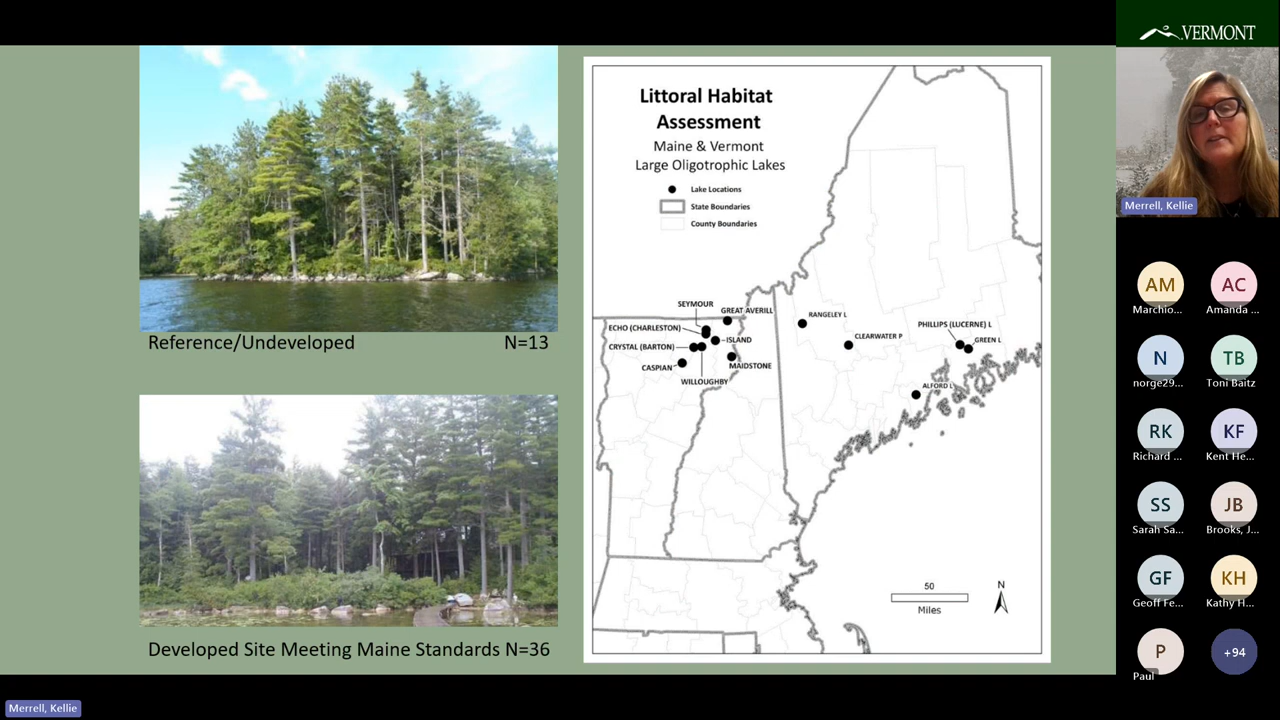 Reference/Undeveloped N=13
Developed Site Meeting Maine Standards N=36
Littoral Habitat
Assessment
Maine & Vermont
Large Oligotrophic Lakes
Lake Locations
State Boundaries
County Boundaries
SEYMOUR
GREAT AVERILL
ECHO (CHARLESTON)
ISLAND
CRYSTAL (BARTON)
MAIDSTONE
CASPIAN
WILLOUGHBY
RANGELEY L
CLEARWATER P
PHILLIPS (LUCERNE) L
GREEN L
ALFORD L
50
Miles
N
VERMONT
Merrell, Kellie
AM
Marchio...
AC
Amanda ...
N
norge29...
TB
Toni Baitz
RK
Richard ...
KF
Kent He...
SS
Sarah Sa...
JB
Brooks, J...
GF
Geoff Fe...
KH
Kathy H...
P
Paul
+94
Merrell, Kellie